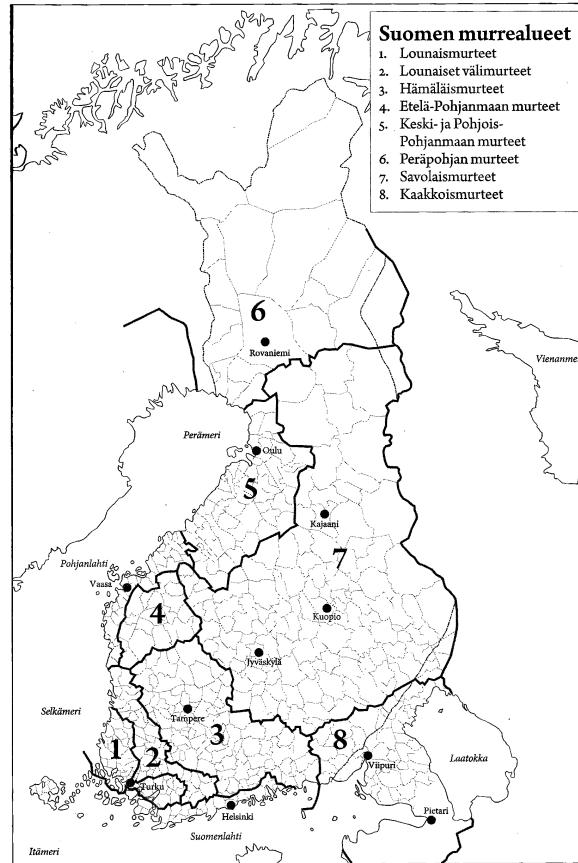 Suomen murrealueet
1. Lounaismurteet
2. Lounaiset välimurteet
3. Hämäläismurteet
4. Etelä-Pohjanmaan murteet
5. Keski- ja Pohjois-
Pohjanmaan murteet
6. Peräpohjan murteet
7. Savolaismurteet
8. Kaakkoismurteet
6
Rovaniemi
Vienanmeri
Perämeri
Oulu
5
Kajaani
7
Pohjanlahti
Vaasa
4
Kuopio
Jyväskylä
Selkämeri
Tampere
3
1
2
8
Viipuri
Laatokka
Turku
Helsinki
Pietari
Suomenlahti
Itämeri